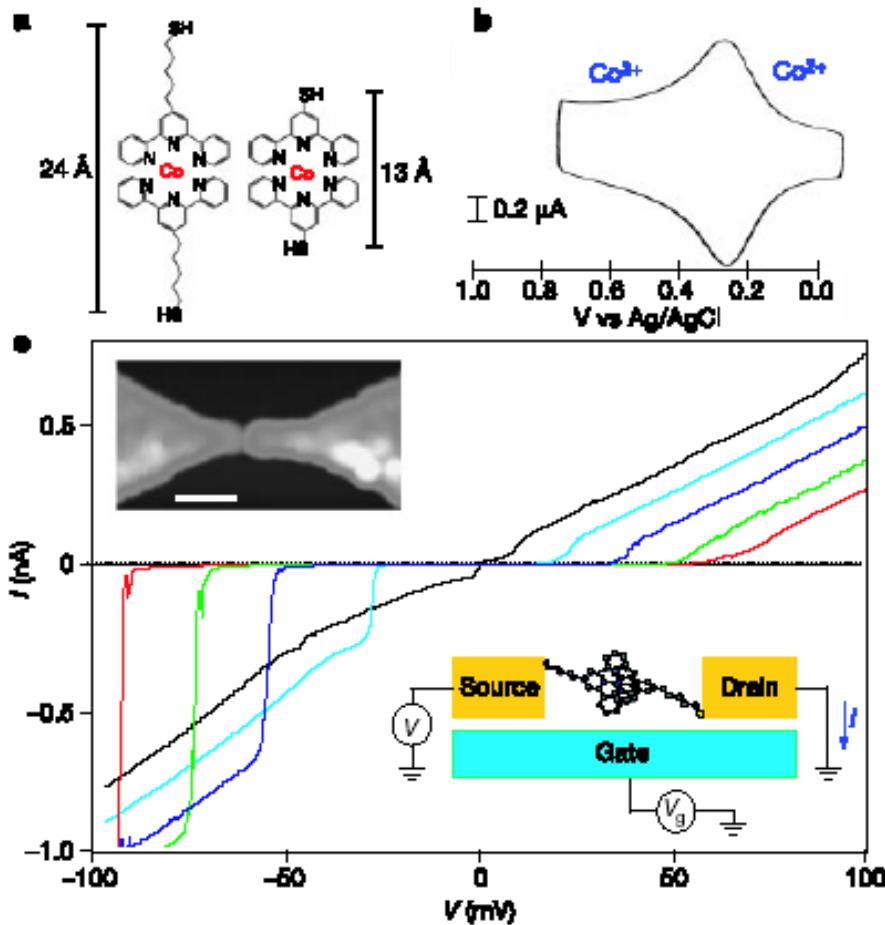 a
SH
N
N
N
Co
N
N
N
HS
24 Å
SH
N
N
N
Co
N
N
N
HS
13 Å
b
Co³⁺
Co²⁺
0.2 µA
1.0 0.8 0.6 0.4 0.2 0.0
V vs Ag/AgCl
c
0.5
0
−0.5
−1.0
I (nA)
Source
Drain
Gate
V
V_g
I
−100 −50 0 50 100
V (mV)